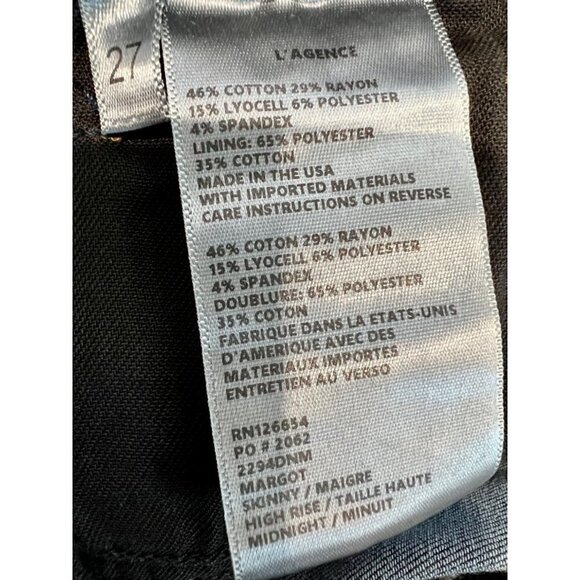 27
L'AGENCE
46% COTTON 29% RAYON
15% LYOCELL 6% POLYESTER
4% SPANDEX
LINING: 65% POLYESTER
35% COTTON
MADE IN THE USA
WITH IMPORTED MATERIALS
CARE INSTRUCTIONS ON REVERSE
46% COTON 29% RAYON
15% LYOCELL 6% POLYESTER
4% SPANDEX
DOUBLURE: 65% POLYESTER
35% COTON
FABRIQUE DANS LA ETATS-UNIS
D'AMERIQUE AVEC DES
MATERIAUX IMPORTES
ENTRETIEN AU VERSO
RN126654
PO # 2062
2294DNM
MARGOT
SKINNY / MAIGRE
HIGH RISE / TAILLE HAUTE
MIDNIGHT / MINUIT